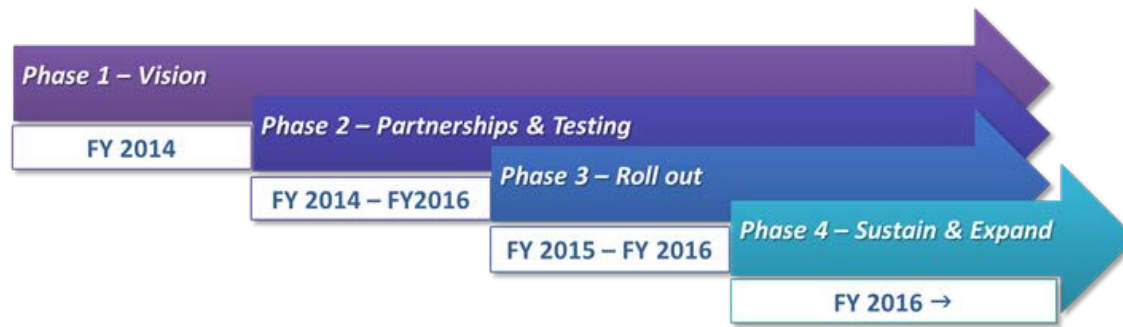 Phase 1 – Vision
FY 2014
Phase 2 – Partnerships & Testing
FY 2014 – FY2016
Phase 3 – Roll out
FY 2015 – FY 2016
Phase 4 – Sustain & Expand
FY 2016 →